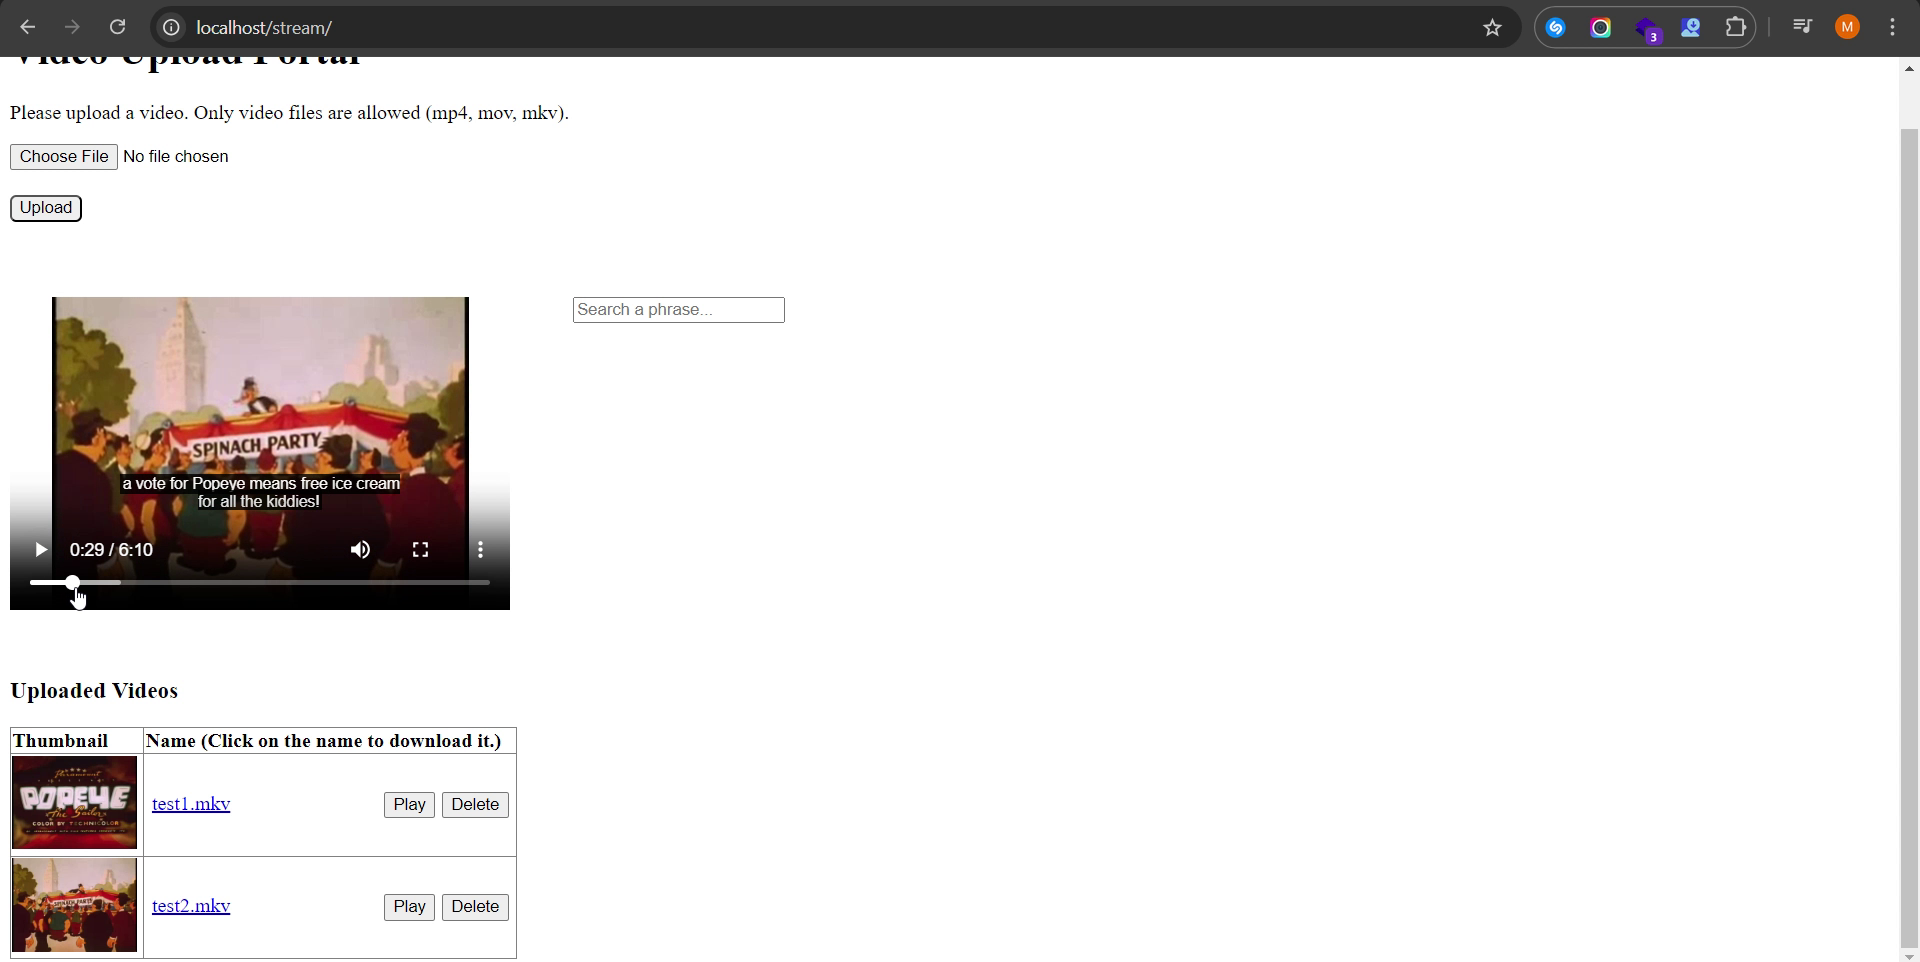 localhost/stream/
3
M
Video Upload Portal
Please upload a video. Only video files are allowed (mp4, mov, mkv).
Choose File No file chosen
Upload
Search a phrase...
SPINACH PARTY
a vote for Popeye means free ice cream
for all the kiddies!
0:29 / 6:10
Uploaded Videos
Thumbnail Name (Click on the name to download it.)
Paramount
POPEYE
The Sailor
COLOR BY TECHNICOLOR
test1.mkv Play Delete
SPINACH PARTY
test2.mkv Play Delete